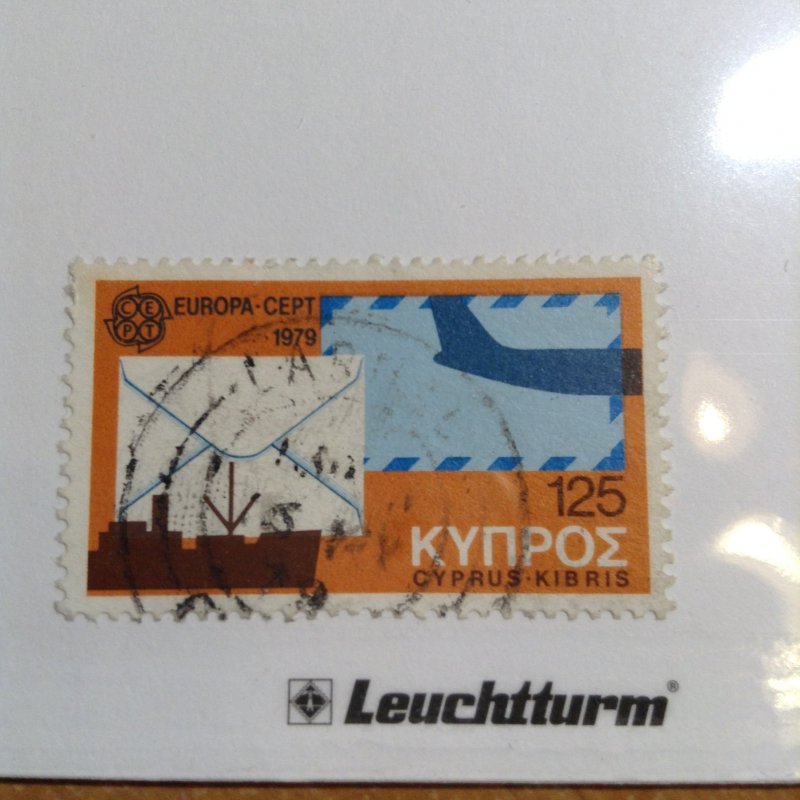 CEPT
EUROPA·CEPT
1979
125
ΚΥΠΡΟΣ
CYPRUS·KIBRIS
Leuchtturm®